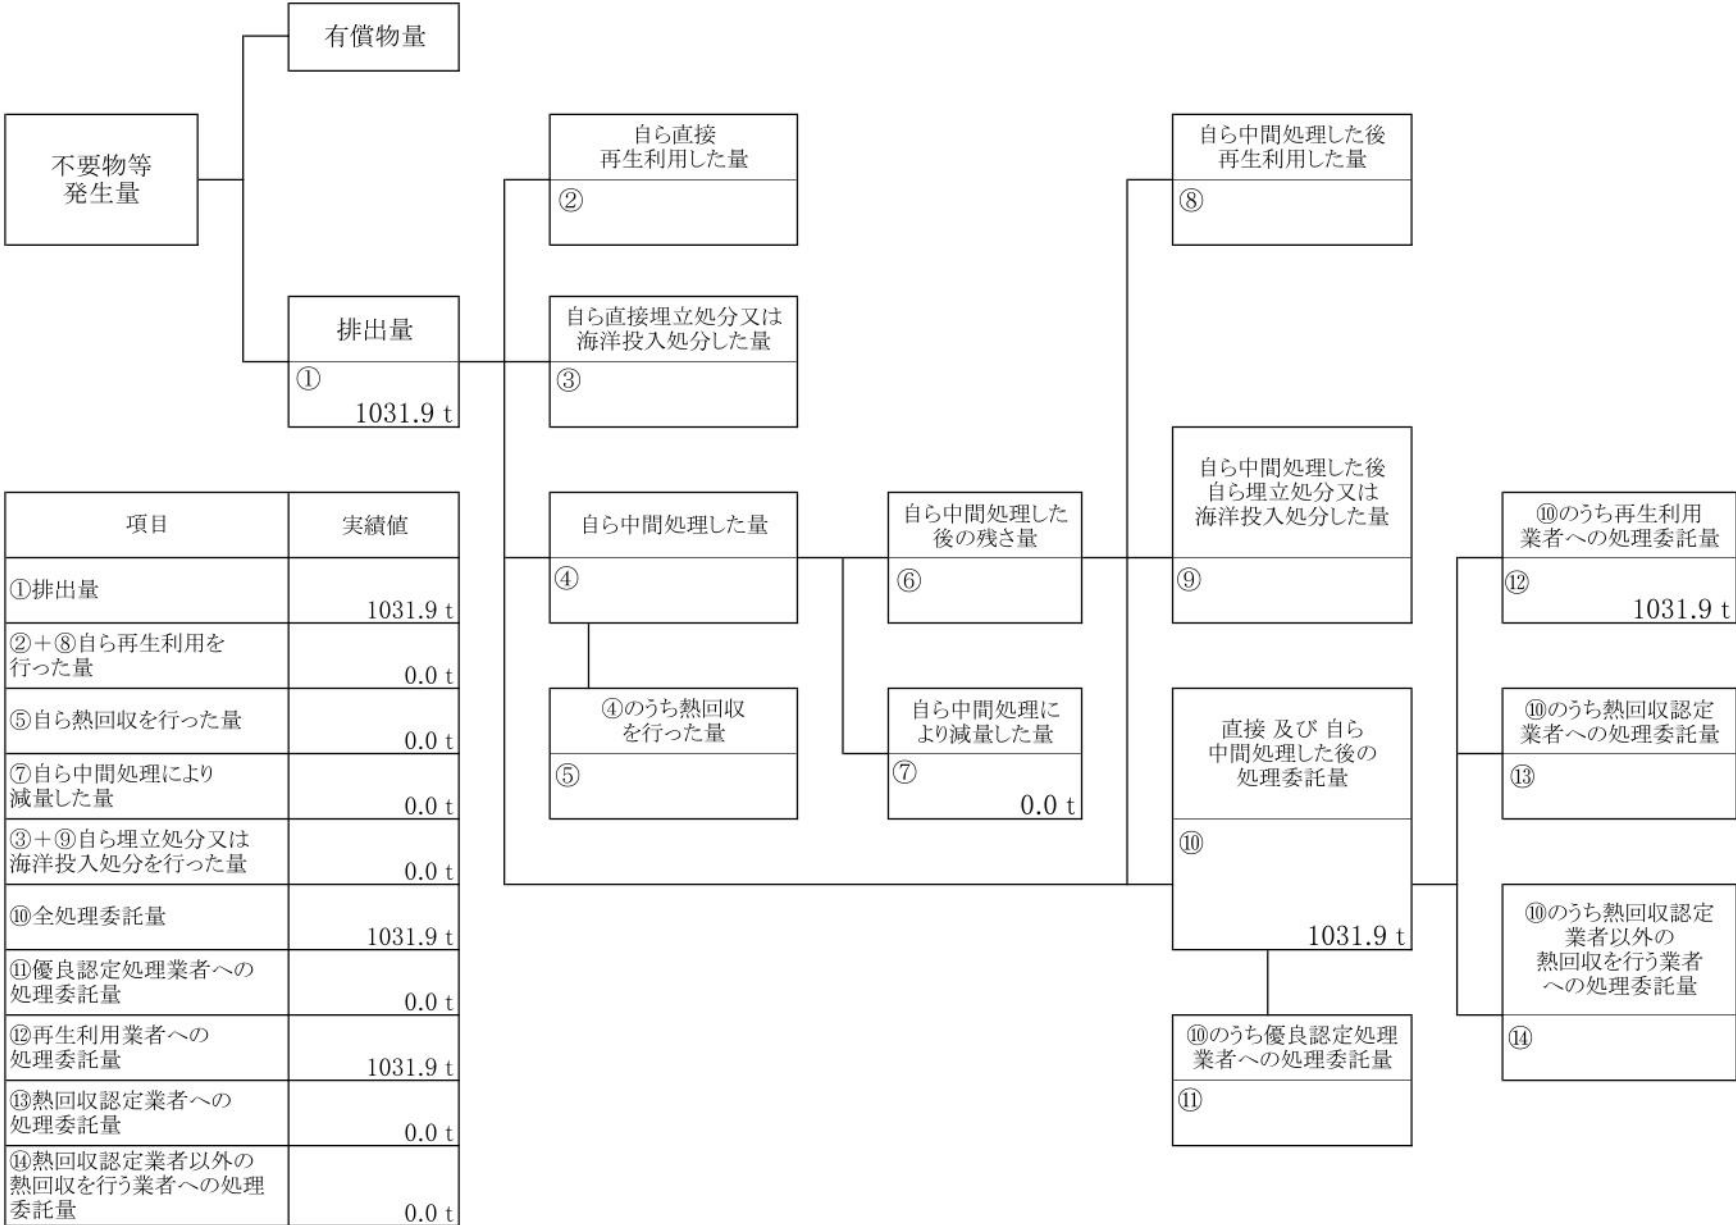 有償物量
不要物等
発生量
自ら直接
再生利用した量
②
自ら中間処理した後
再生利用した量
⑧
排出量
①
1031.9 t
自ら直接埋立処分又は
海洋投入処分した量
③
自ら中間処理した量
④
自ら中間処理した
後の残さ量
⑥
自ら中間処理した後
自ら埋立処分又は
海洋投入処分した量
⑨
⑩のうち再生利用
業者への処理委託量
⑫
1031.9 t
④のうち熱回収
を行った量
⑤
自ら中間処理に
より減量した量
⑦
0.0 t
直接 及び 自ら
中間処理した後の
処理委託量
⑩
1031.9 t
⑩のうち熱回収認定
業者への処理委託量
⑬
⑩のうち熱回収認定
業者以外の
熱回収を行う業者
への処理委託量
⑭
⑩のうち優良認定処理
業者への処理委託量
⑪
項目 実績値
①排出量
1031.9 t
②+⑧自ら再生利用を
行った量
0.0 t
⑤自ら熱回収を行った量
0.0 t
⑦自ら中間処理により
減量した量
0.0 t
③+⑨自ら埋立処分又は
海洋投入処分を行った量
0.0 t
⑩全処理委託量
1031.9 t
⑪優良認定処理業者への
処理委託量
0.0 t
⑫再生利用業者への
処理委託量
1031.9 t
⑬熱回収認定業者への
処理委託量
0.0 t
⑭熱回収認定業者以外の
熱回収を行う業者への処理
委託量
0.0 t